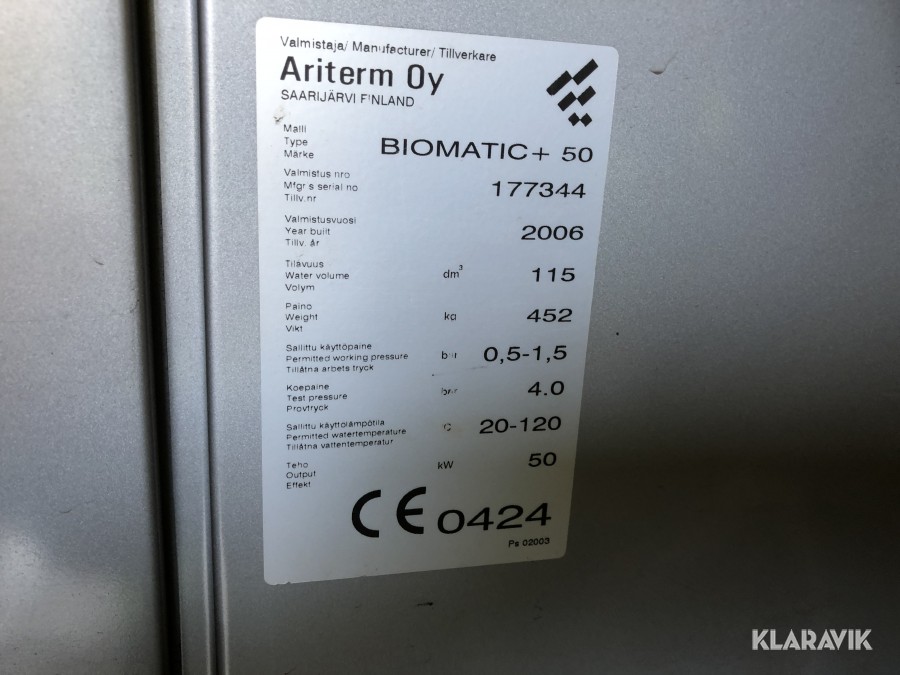 Valmistaja/ Manufacturer/ Tillverkare
Ariterm Oy
SAARIJÄRVI FINLAND
Malli
Type
Märke
BIOMATIC+ 50
Valmistus nro
Mfgr s serial no
Tillv.nr
177344
Valmistusvuosi
Year built
Tillv. år
2006
Tilavuus
Water volume
Volym
dm³
115
Paino
Weight
Vikt
kg
452
Sallittu käyttöpaine
Permitted working pressure
Tillåtna arbets tryck
bar
0,5-1,5
Koepaine
Test pressure
Provtryck
bar
4.0
Sallittu käyttölämpötila
Permitted watertemperature
Tillåtna vattentemperatur
C
20-120
Teho
Output
Effekt
kW
50
CE 0424
Ps 02003
KLARAVIK